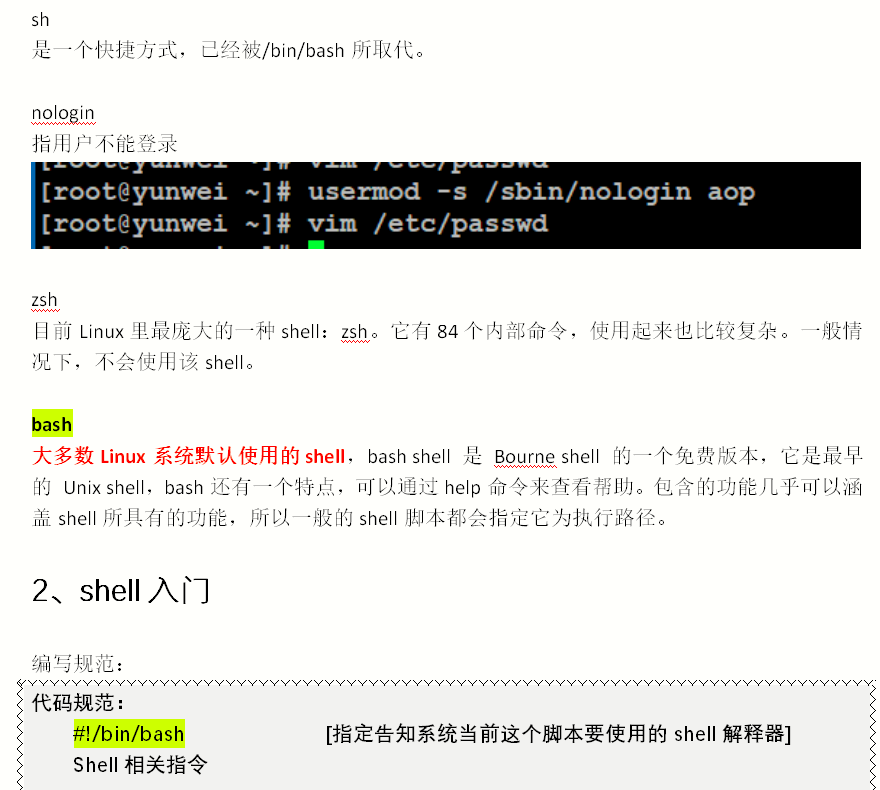 sh
是一个快捷方式，已经被/bin/bash 所取代。
nologin
指用户不能登录
[root@yunwei ~]# vim /etc/passwd
[root@yunwei ~]# usermod -s /sbin/nologin aop
[root@yunwei ~]# vim /etc/passwd
zsh
目前 Linux 里最庞大的一种 shell：zsh。它有 84 个内部命令，使用起来也比较复杂。一般情
况下，不会使用该 shell。
bash
大多数 Linux 系统默认使用的 shell，bash shell 是 Bourne shell 的一个免费版本，它是最早
的 Unix shell，bash 还有一个特点，可以通过 help 命令来查看帮助。包含的功能几乎可以涵
盖 shell 所具有的功能，所以一般的 shell 脚本都会指定它为执行路径。
2、shell 入门
编写规范：
代码规范：
#!/bin/bash [指定告知系统当前这个脚本要使用的 shell 解释器]
Shell 相关指令